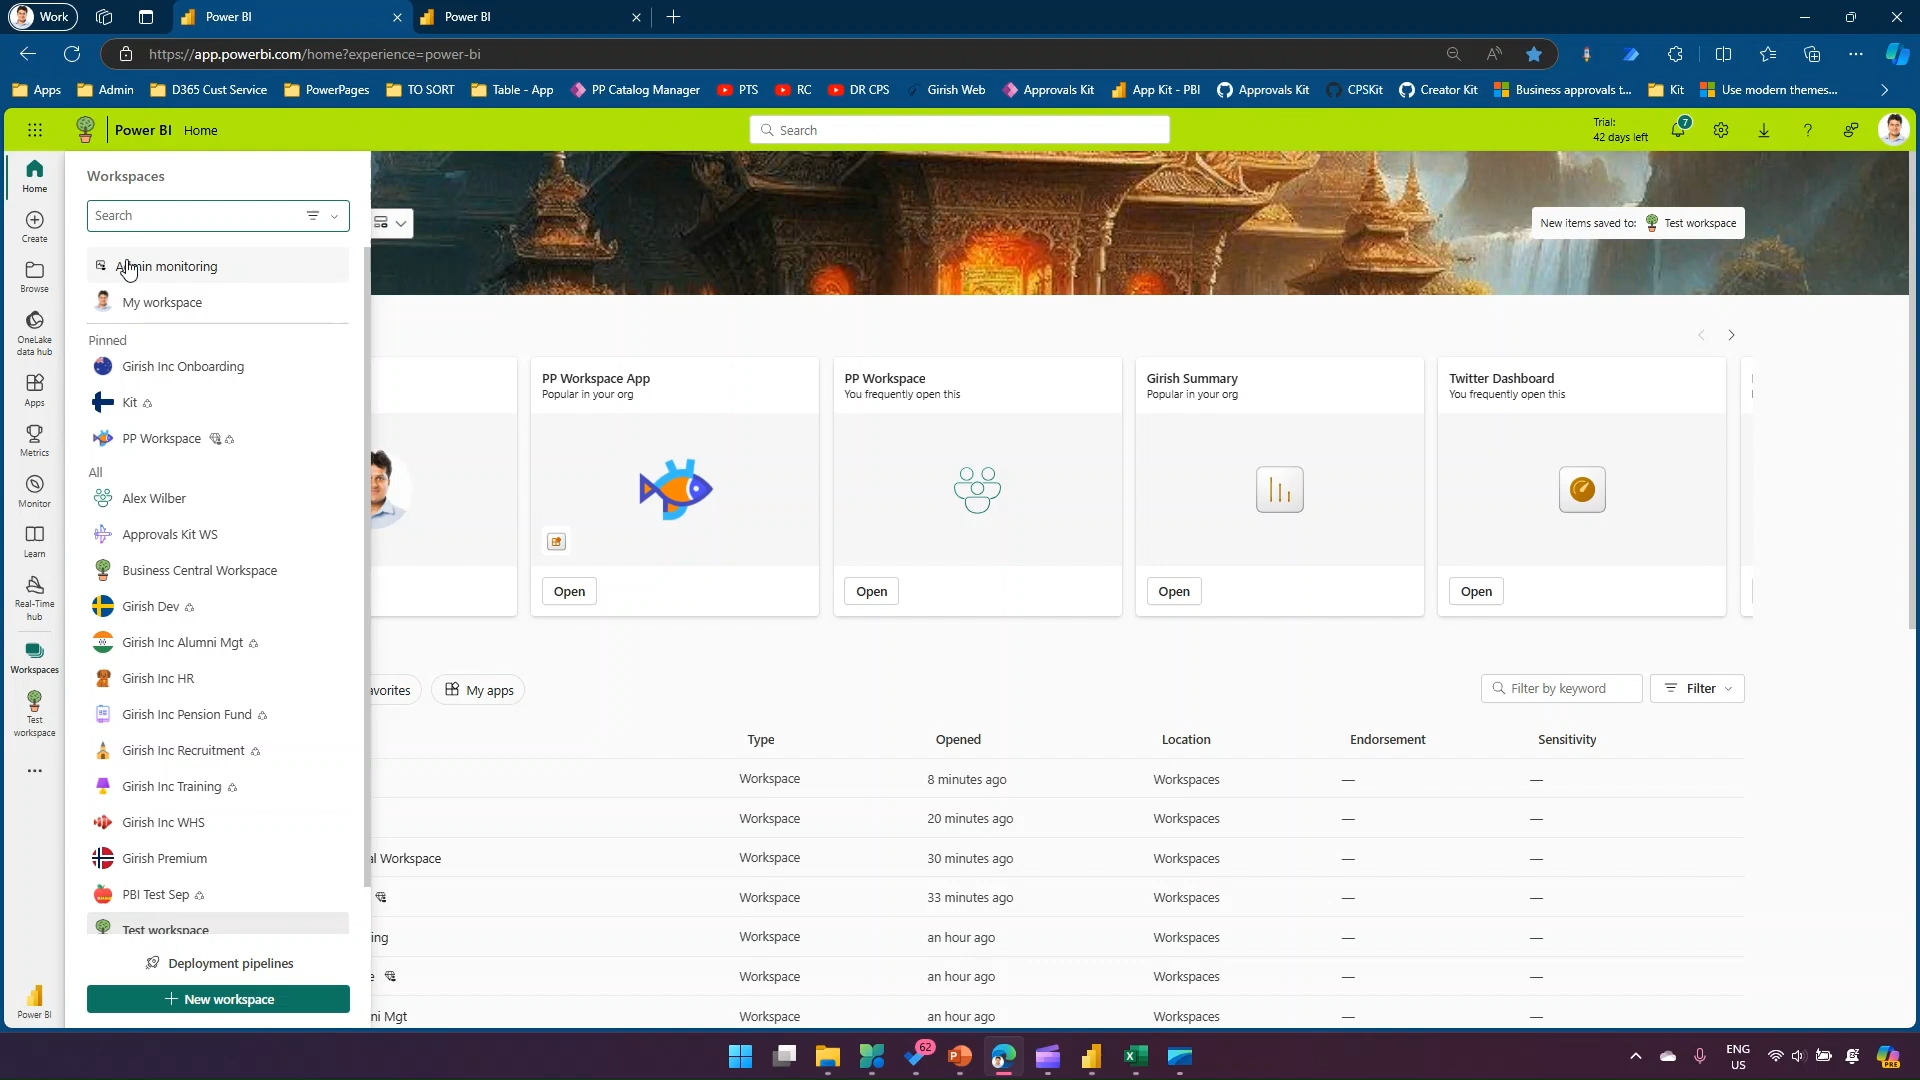 Work
Power BI
Power BI
https://app.powerbi.com/home?experience=power-bi
Apps
Admin
D365 Cust Service
PowerPages
TO SORT
Table - App
PP Catalog Manager
PTS
RC
DR CPS
Girish Web
Approvals Kit
App Kit - PBI
Approvals Kit
CPSKit
Creator Kit
Business approvals t...
Kit
Use modern themes...
Power BI Home
Search
Trial:
42 days left
7
Home
Create
Browse
OneLake
data hub
Apps
Metrics
Monitor
Learn
Real-Time
hub
Workspaces
Test
workspace
Power BI
Workspaces
Search
Admin monitoring
My workspace
Pinned
Girish Inc Onboarding
Kit
PP Workspace
All
Alex Wilber
Approvals Kit WS
Business Central Workspace
Girish Dev
Girish Inc Alumni Mgt
Girish Inc HR
Girish Inc Pension Fund
Girish Inc Recruitment
Girish Inc Training
Girish Inc WHS
Girish Premium
PBI Test Sep
Test workspace
Deployment pipelines
New workspace
New items saved to: Test workspace
PP Workspace App
Popular in your org
Open
PP Workspace
You frequently open this
Open
Girish Summary
Popular in your org
Open
Twitter Dashboard
You frequently open this
Open
avorites
My apps
Filter by keyword
Filter
Type Opened Location Endorsement Sensitivity
Workspace 8 minutes ago Workspaces — —
Workspace 20 minutes ago Workspaces — —
al Workspace Workspace 30 minutes ago Workspaces — —
Workspace 33 minutes ago Workspaces — —
ing Workspace an hour ago Workspaces — —
e Workspace an hour ago Workspaces — —
ni Mgt Workspace an hour ago Workspaces — —
62
ENG
US
PRE